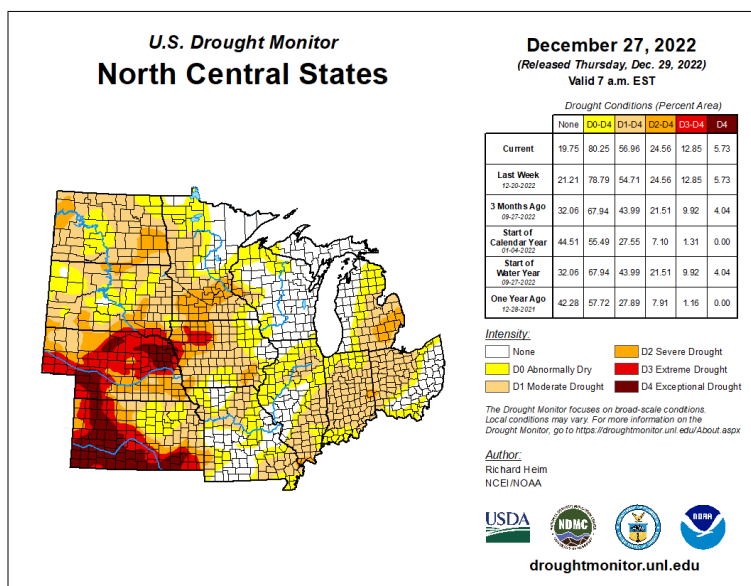 U.S. Drought Monitor
North Central States
December 27, 2022
(Released Thursday, Dec. 29, 2022)
Valid 7 a.m. EST
Drought Conditions (Percent Area)
None D0-D4 D1-D4 D2-D4 D3-D4 D4
Current 19.75 80.25 56.96 24.56 12.85 5.73
Last Week 21.21 78.79 54.71 24.56 12.85 5.73
12-20-2022
3 Months Ago 32.06 67.94 43.99 21.51 9.92 4.04
09-27-2022
Start of
Calendar Year 44.51 55.49 27.55 7.10 1.31 0.00
01-04-2022
Start of
Water Year 32.06 67.94 43.99 21.51 9.92 4.04
09-27-2022
One Year Ago 42.28 57.72 27.89 7.91 1.16 0.00
12-28-2021
Intensity:
None
D0 Abnormally Dry
D1 Moderate Drought
D2 Severe Drought
D3 Extreme Drought
D4 Exceptional Drought
The Drought Monitor focuses on broad-scale conditions.
Local conditions may vary. For more information on the
Drought Monitor, go to https://droughtmonitor.unl.edu/About.aspx
Author:
Richard Heim
NCEI/NOAA
USDA
NDMC
NOAA
droughtmonitor.unl.edu